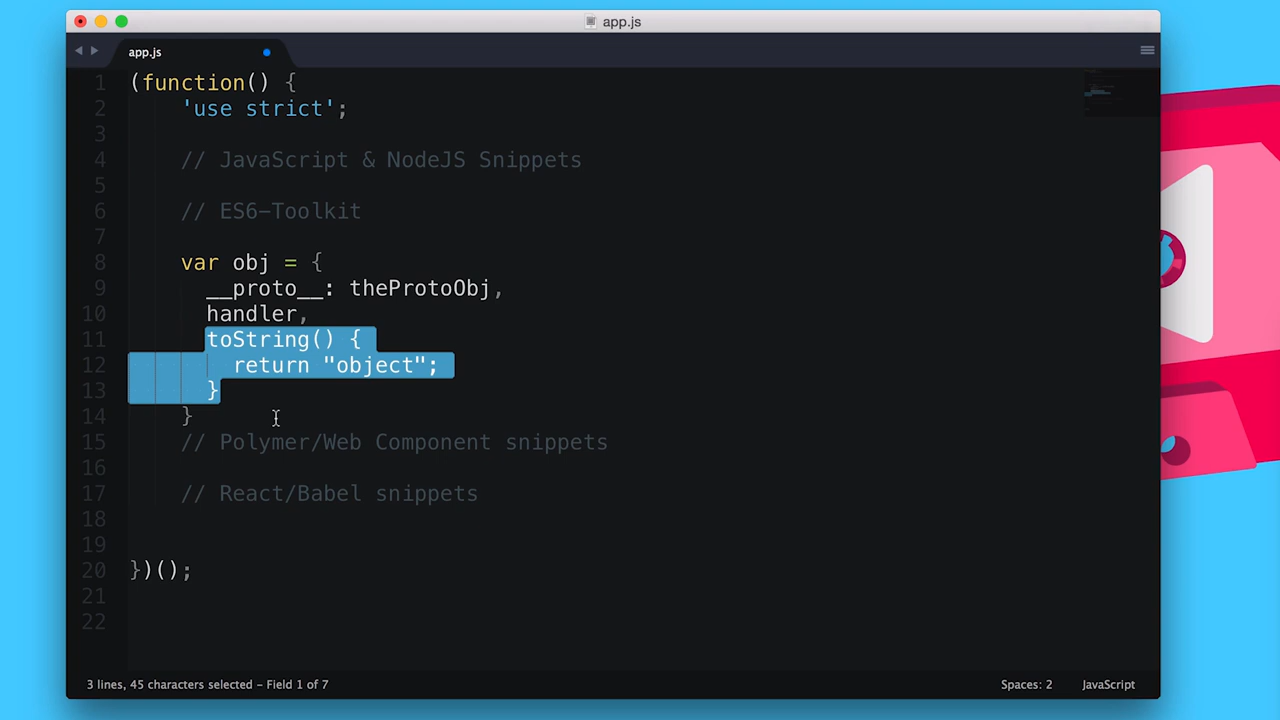 app.js
app.js
1 (function() {
2 'use strict';
3
4 // JavaScript & NodeJS Snippets
5
6 // ES6-Toolkit
7
8 var obj = {
9 __proto__: theProtoObj,
10 handler,
11 toString() {
12 return "object";
13 }
14 }
15 // Polymer/Web Component snippets
16
17 // React/Babel snippets
18
19
20 })();
21
22
3 lines, 45 characters selected – Field 1 of 7 Spaces: 2 JavaScript